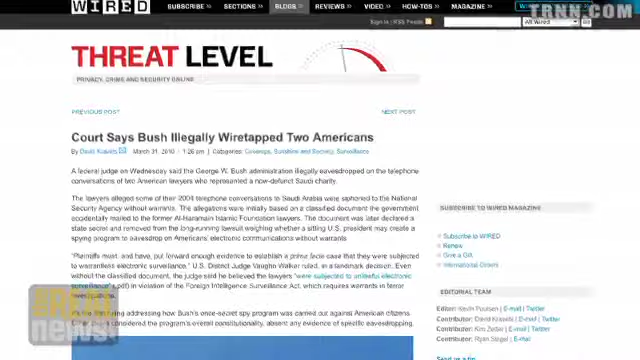 WIRED SUBSCRIBE >> SECTIONS >> BLOGS >> REVIEWS >> VIDEO >> HOW-TOS >> MAGAZINE >>
TRNN.COM
Sign In | RSS Feeds All Wired
THREAT LEVEL
PRIVACY, CRIME AND SECURITY ONLINE
PREVIOUS POST NEXT POST
Court Says Bush Illegally Wiretapped Two Americans
By David Kravets March 31, 2010 | 1:26 pm | Categories: Coverups, Sunshine and Secrecy, Surveillance
A federal judge on Wednesday said the George W. Bush administration illegally eavesdropped on the telephone
conversations of two American lawyers who represented a now-defunct Saudi charity.
The lawyers alleged some of their 2004 telephone conversations to Saudi Arabia were siphoned to the National
Security Agency without warrants. The allegations were initially based on a classified document the government
accidentally mailed to the former Al-Haramain Islamic Foundation lawyers. The document was later declared a
state secret and removed from the long-running lawsuit weighing whether a sitting U.S. president may create a
spying program to eavesdrop on Americans' electronic communications without warrants
"Plaintiffs must, and have, put forward enough evidence to establish a prima facie case that they were subjected
to warrantless electronic surveillance," U.S. District Judge Vaughn Walker ruled, in a landmark decision. Even
without the classified document, the judge said he believed the lawyers "were subjected to unlawful electronic
surveillance" (.pdf) in violation of the Foreign Intelligence Surveillance Act, which requires warrants in terror
investigations.
addressing how Bush's once-secret spy program was carried out against American citizens.
considered the program's overall constitutionality, absent any evidence of specific eavesdropping.
The Real
news
SUBSCRIBE TO WIRED MAGAZINE
Subscribe to WIRED
Renew
Give a Gift
International Orders
EDITORIAL TEAM
Editor: Kevin Poulsen | E-mail | Twitter
Contributor: David Kravets | E-mail | Twitter
Contributor: Kim Zetter | E-mail | Twitter
Contributor: Ryan Singel | E-mail
Send us a tip